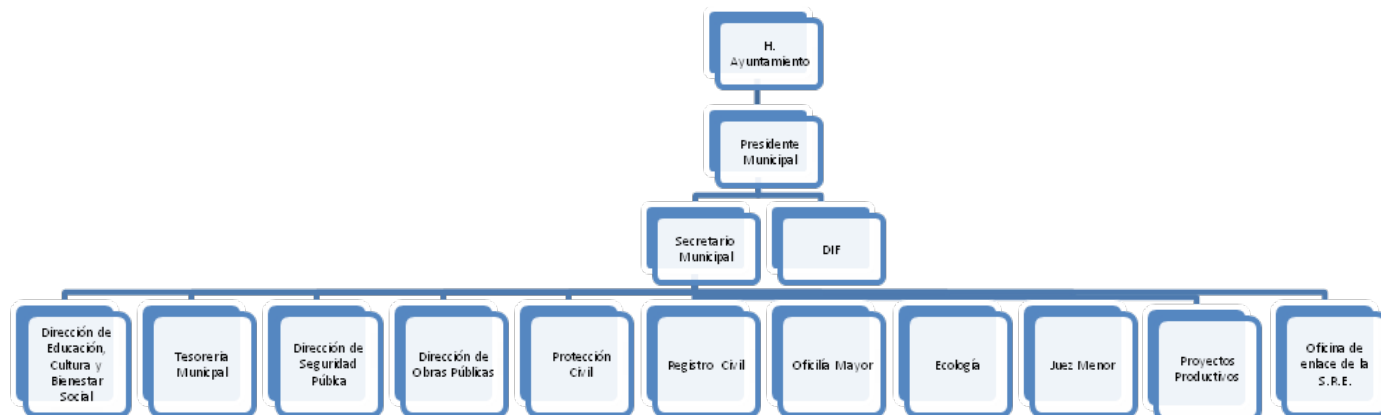 H.
Ayuntamiento
Presidente
Municipal
Secretario
Municipal
DIF
Dirección de
Educación,
Cultura y
Bienestar
Social
Tesorería
Municpal
Dirección de
Seguridad
Públca
Dirección de
Obras Públicas
Protección
Civil
Registro Civil
Oficilía Mayor
Ecología
Juez Menor
Proyectos
Productivos
Oficina de
enlace de la
S.R.E.